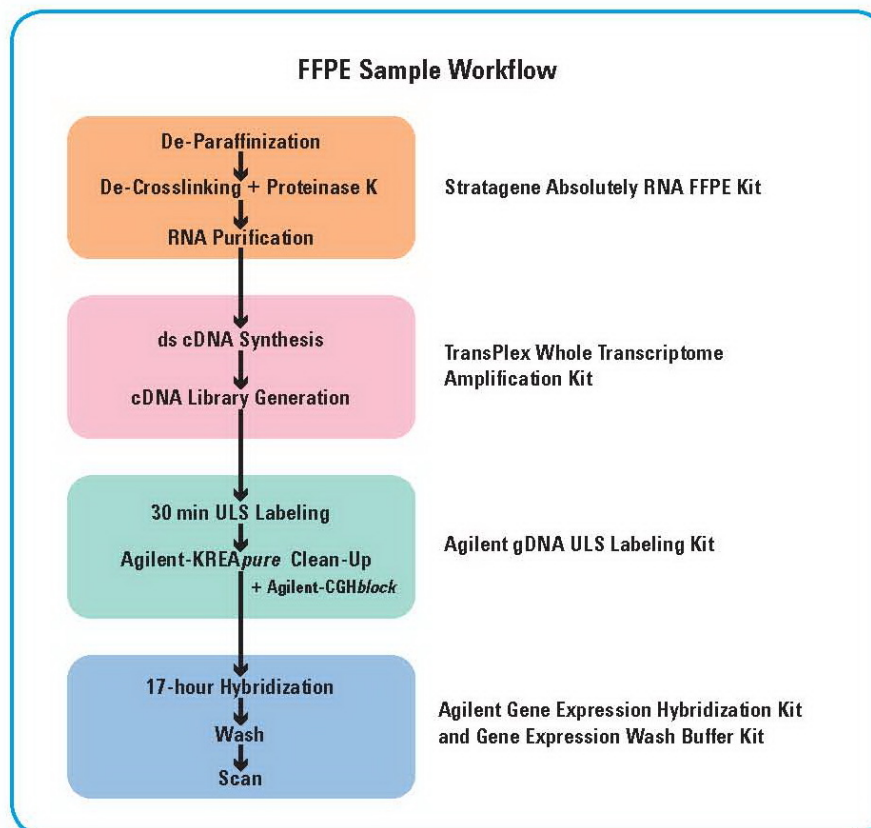 FFPE Sample Workflow
De-Paraffinization
De-Crosslinking + Proteinase K
RNA Purification
Stratagene Absolutely RNA FFPE Kit
ds cDNA Synthesis
cDNA Library Generation
TransPlex Whole Transcriptome
Amplification Kit
30 min ULS Labeling
Agilent-KREApure Clean-Up
+ Agilent-CGHblock
Agilent gDNA ULS Labeling Kit
17-hour Hybridization
Wash
Scan
Agilent Gene Expression Hybridization Kit
and Gene Expression Wash Buffer Kit